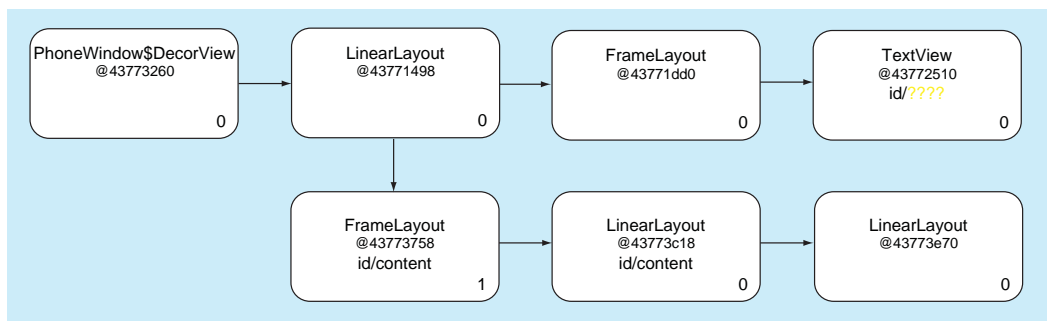 PhoneWindow$DecorView
@43773260
0
LinearLayout
@43771498
0
FrameLayout
@43771dd0
0
TextView
@43772510
id/????
0
FrameLayout
@43773758
id/content
1
LinearLayout
@43773c18
id/content
0
LinearLayout
@43773e70
0